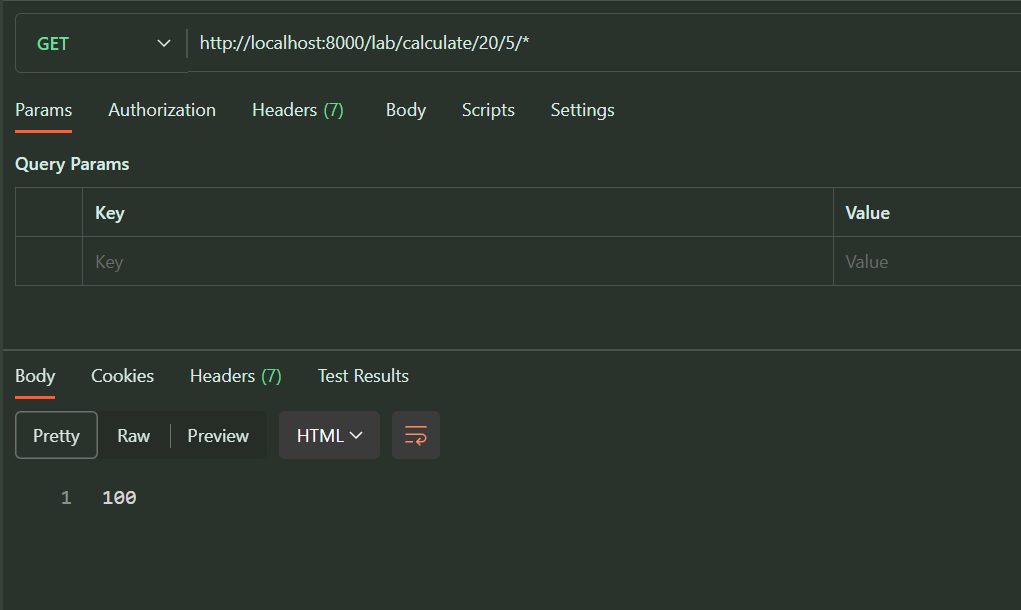 GET http://localhost:8000/lab/calculate/20/5/*
Params Authorization Headers (7) Body Scripts Settings
Query Params
Key Value
Key Value
Body Cookies Headers (7) Test Results
Pretty Raw Preview HTML
1 100